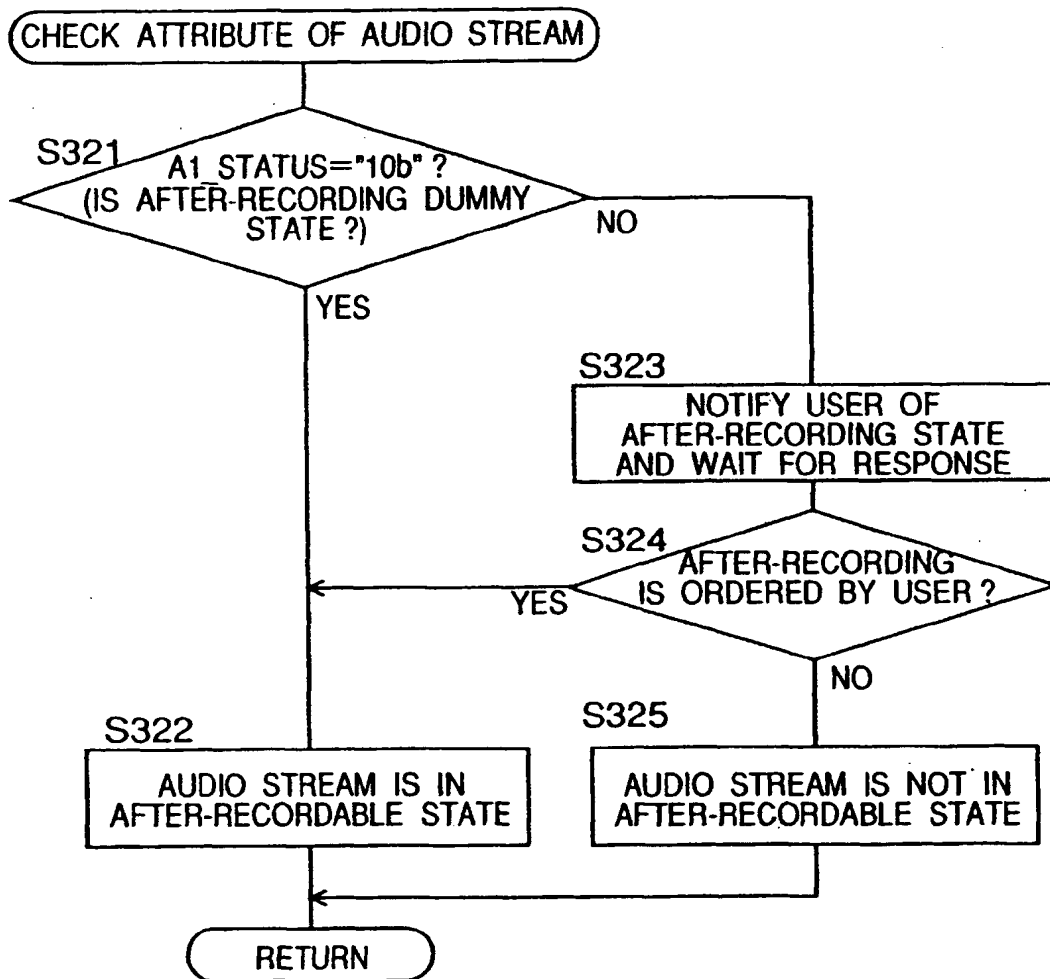 CHECK ATTRIBUTE OF AUDIO STREAM
S321
A1_STATUS="10b" ?
(IS AFTER-RECORDING DUMMY
STATE ?)
NO
YES
S323
NOTIFY USER OF
AFTER-RECORDING STATE
AND WAIT FOR RESPONSE
S324
AFTER-RECORDING
IS ORDERED BY USER ?
YES
NO
S322
AUDIO STREAM IS IN
AFTER-RECORDABLE STATE
S325
AUDIO STREAM IS NOT IN
AFTER-RECORDABLE STATE
RETURN